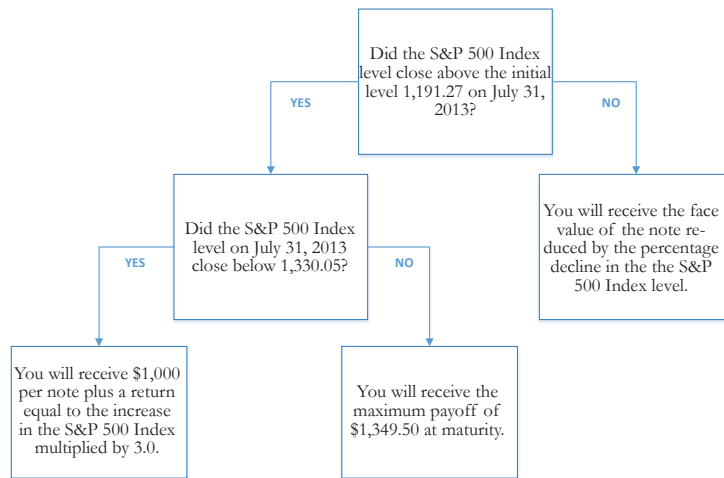 Did the S&P 500 Index
level close above the initial
level 1,191.27 on July 31,
2013?
YES
NO
Did the S&P 500 Index
level on July 31, 2013
close below 1,330.05?
You will receive the face
value of the note re-
duced by the percentage
decline in the the S&P
500 Index level.
YES
NO
You will receive $1,000
per note plus a return
equal to the increase
in the S&P 500 Index
multiplied by 3.0.
You will receive the
maximum payoff of
$1,349.50 at maturity.